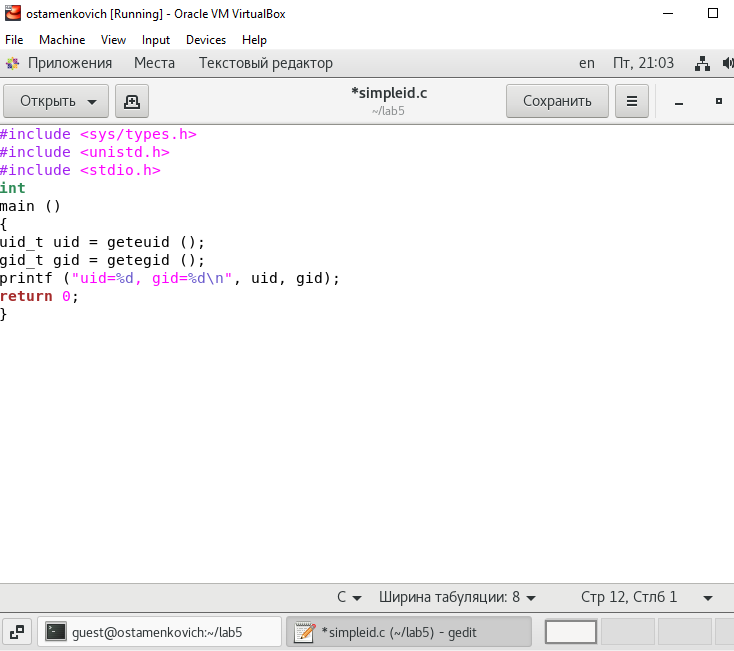 ostamenkovich [Running] - Oracle VM VirtualBox
File Machine View Input Devices Help
Приложения Места Текстовый редактор en Пт, 21:03
Открыть *simpleid.c Сохранить
~/lab5
#include <sys/types.h>
#include <unistd.h>
#include <stdio.h>
int
main ()
{
uid_t uid = geteuid ();
gid_t gid = getegid ();
printf ("uid=%d, gid=%d\n", uid, gid);
return 0;
}
C Ширина табуляции: 8 Стр 12, Стлб 1
guest@ostamenkovich:~/lab5 *simpleid.c (~/lab5) - gedit